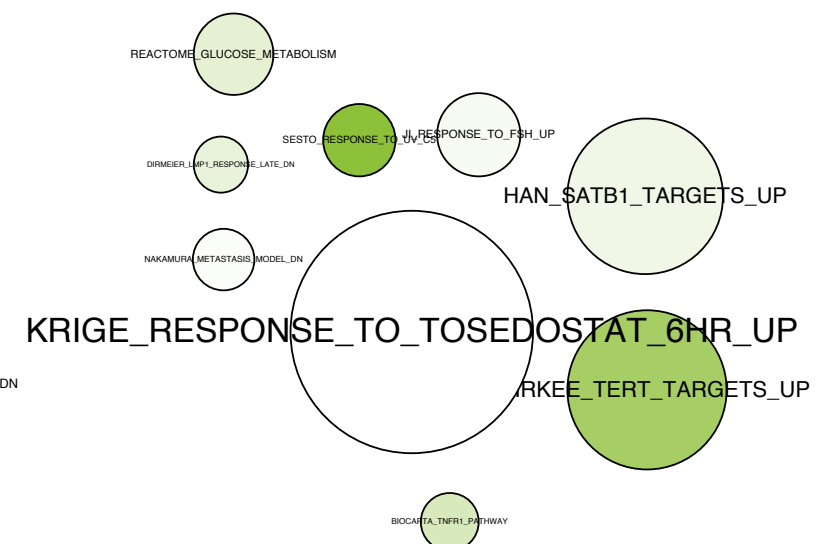 REACTOME_GLUCOSE_METABOLISM
SESTO_RESPONSE_TO_UV_C5
JI_RESPONSE_TO_FSH_UP
DIRMEIER_LMP1_RESPONSE_LATE_DN
HAN_SATB1_TARGETS_UP
NAKAMURA_METASTASIS_MODEL_DN
KRIGE_RESPONSE_TO_TOSEDOSTAT_6HR_UP
DN
RKEE_TERT_TARGETS_UP
BIOCARTA_TNFR1_PATHWAY